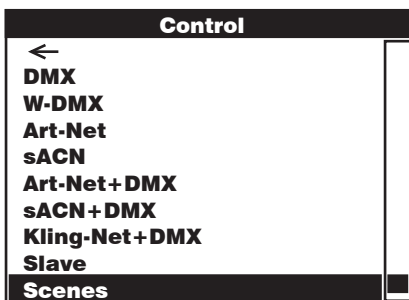 Control
←
DMX
W-DMX
Art-Net
sACN
Art-Net+DMX
sACN+DMX
Kling-Net+DMX
Slave
Scenes